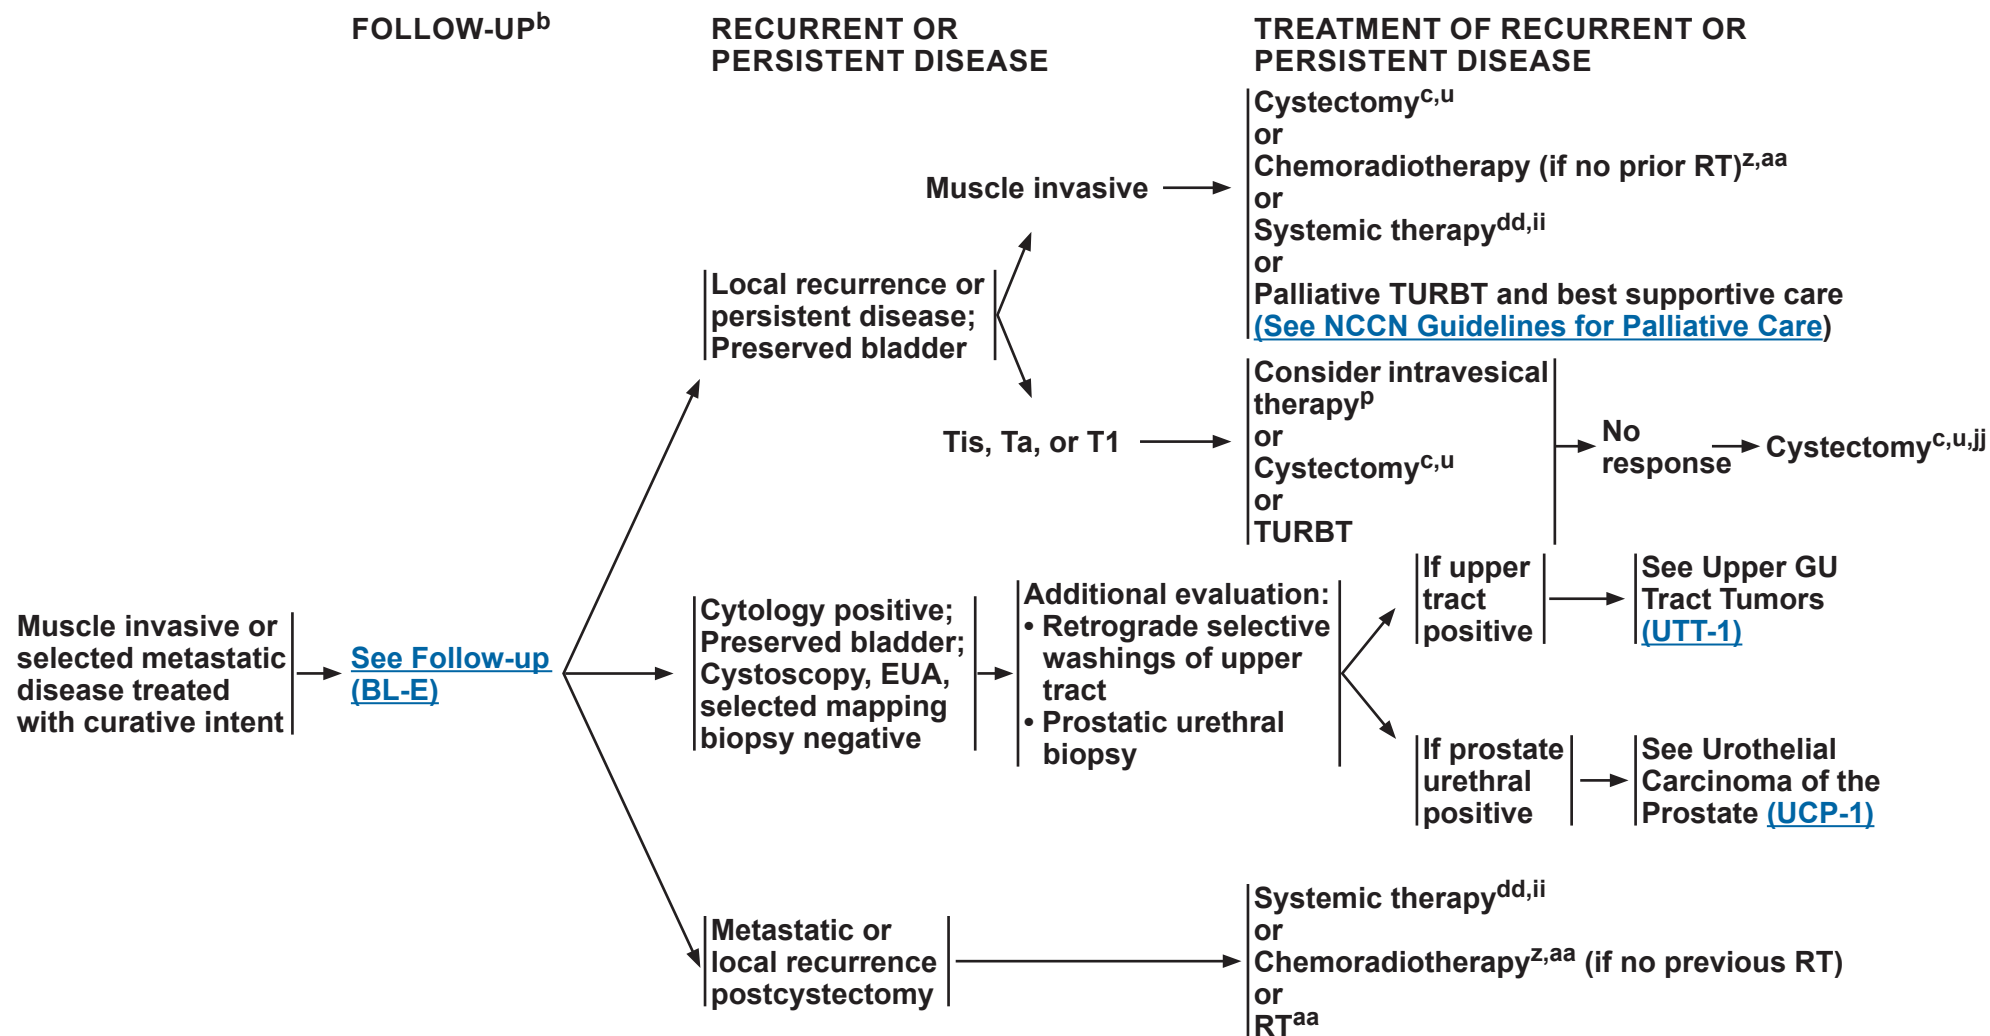 FOLLOW-UPb
RECURRENT OR
PERSISTENT DISEASE
TREATMENT OF RECURRENT OR
PERSISTENT DISEASE
Muscle invasive or
selected metastatic
disease treated
with curative intent
See Follow-up
(BL-E)
Local recurrence or
persistent disease;
Preserved bladder
Muscle invasive
Cystectomyc,u
or
Chemoradiotherapy (if no prior RT)z,aa
or
Systemic therapydd,ii
or
Palliative TURBT and best supportive care
(See NCCN Guidelines for Palliative Care)
Tis, Ta, or T1
Consider intravesical
therapyp
or
Cystectomyc,u
or
TURBT
No
response
Cystectomyc,u,jj
Cytology positive;
Preserved bladder;
Cystoscopy, EUA,
selected mapping
biopsy negative
Additional evaluation:
• Retrograde selective
washings of upper
tract
• Prostatic urethral
biopsy
If upper
tract
positive
See Upper GU
Tract Tumors
(UTT-1)
If prostate
urethral
positive
See Urothelial
Carcinoma of the
Prostate (UCP-1)
Metastatic or
local recurrence
postcystectomy
Systemic therapydd,ii
or
Chemoradiotherapyz,aa (if no previous RT)
or
RTaa